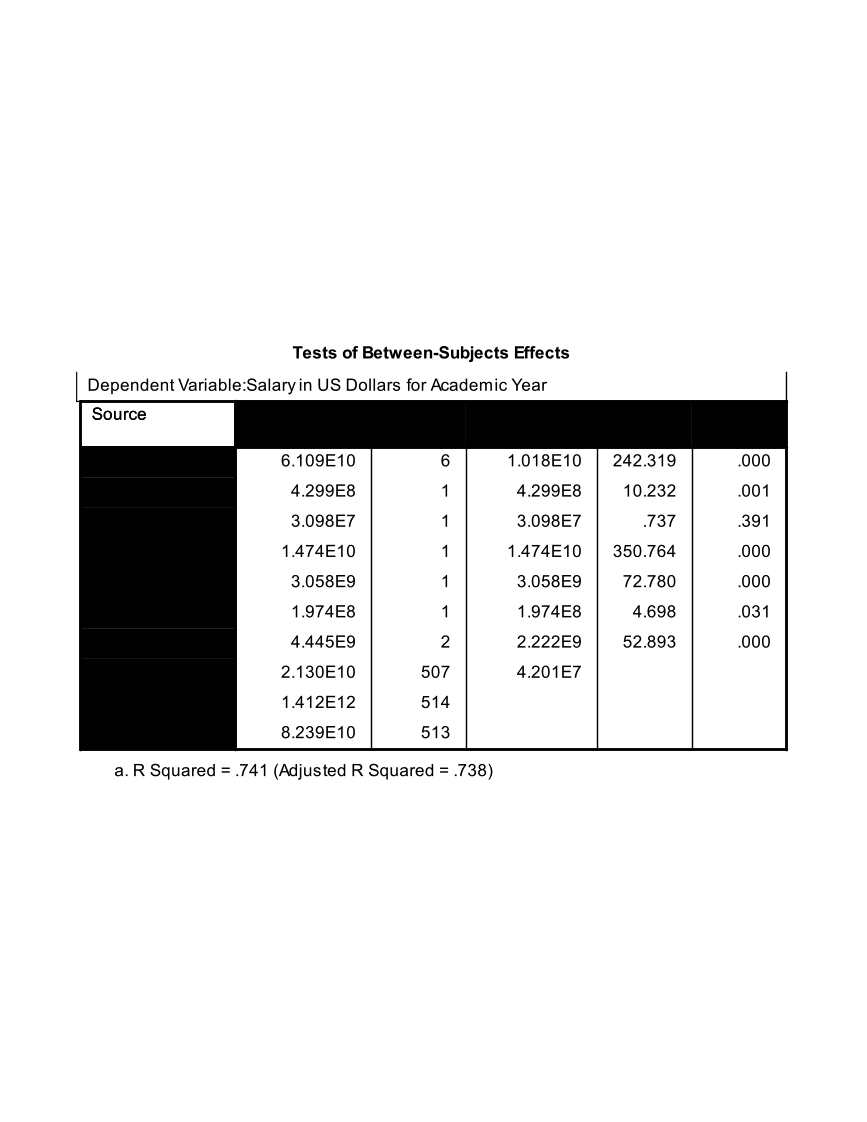 Tests of Between-Subjects Effects
Dependent Variable:Salary in US Dollars for Academic Year
Source
6.109E10 6 1.018E10 242.319 .000
4.299E8 1 4.299E8 10.232 .001
3.098E7 1 3.098E7 .737 .391
1.474E10 1 1.474E10 350.764 .000
3.058E9 1 3.058E9 72.780 .000
1.974E8 1 1.974E8 4.698 .031
4.445E9 2 2.222E9 52.893 .000
2.130E10 507 4.201E7
1.412E12 514
8.239E10 513
a. R Squared = .741 (Adjusted R Squared = .738)